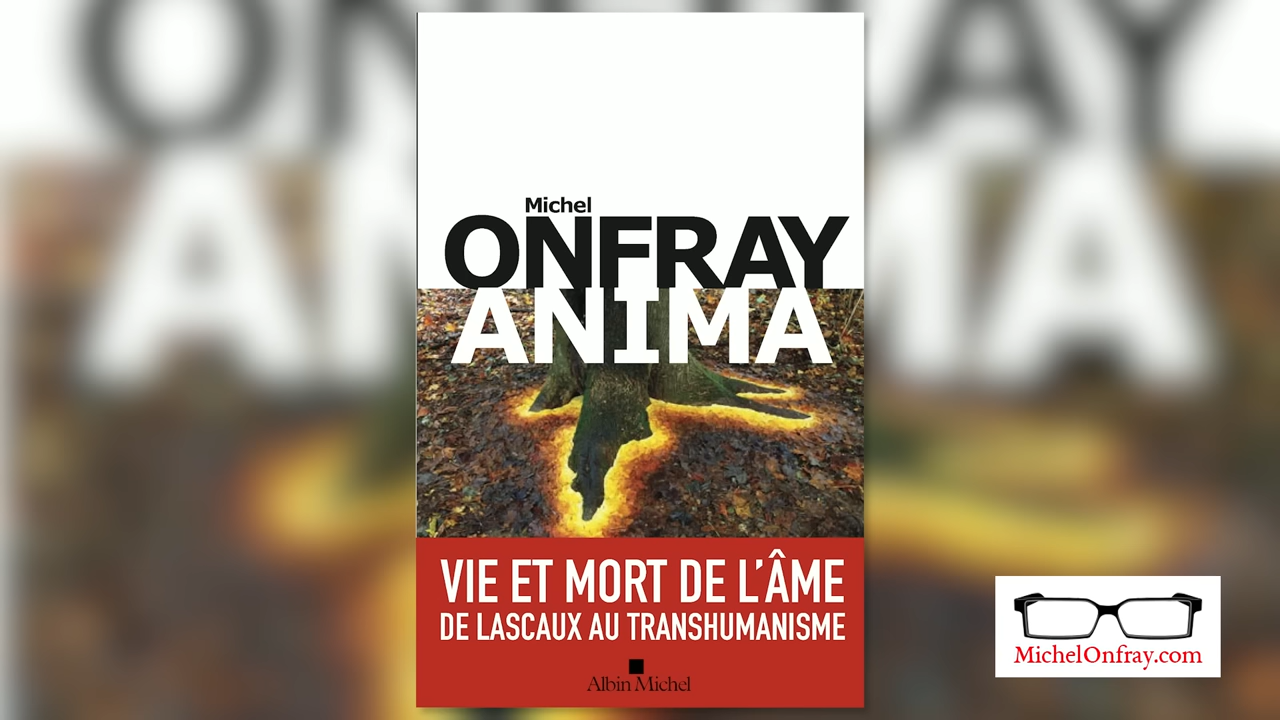 Michel
ONFRAY
ANIMA
VIE ET MORT DE L'ÂME
DE LASCAUX AU TRANSHUMANISME
Albin Michel
MichelOnfray.com